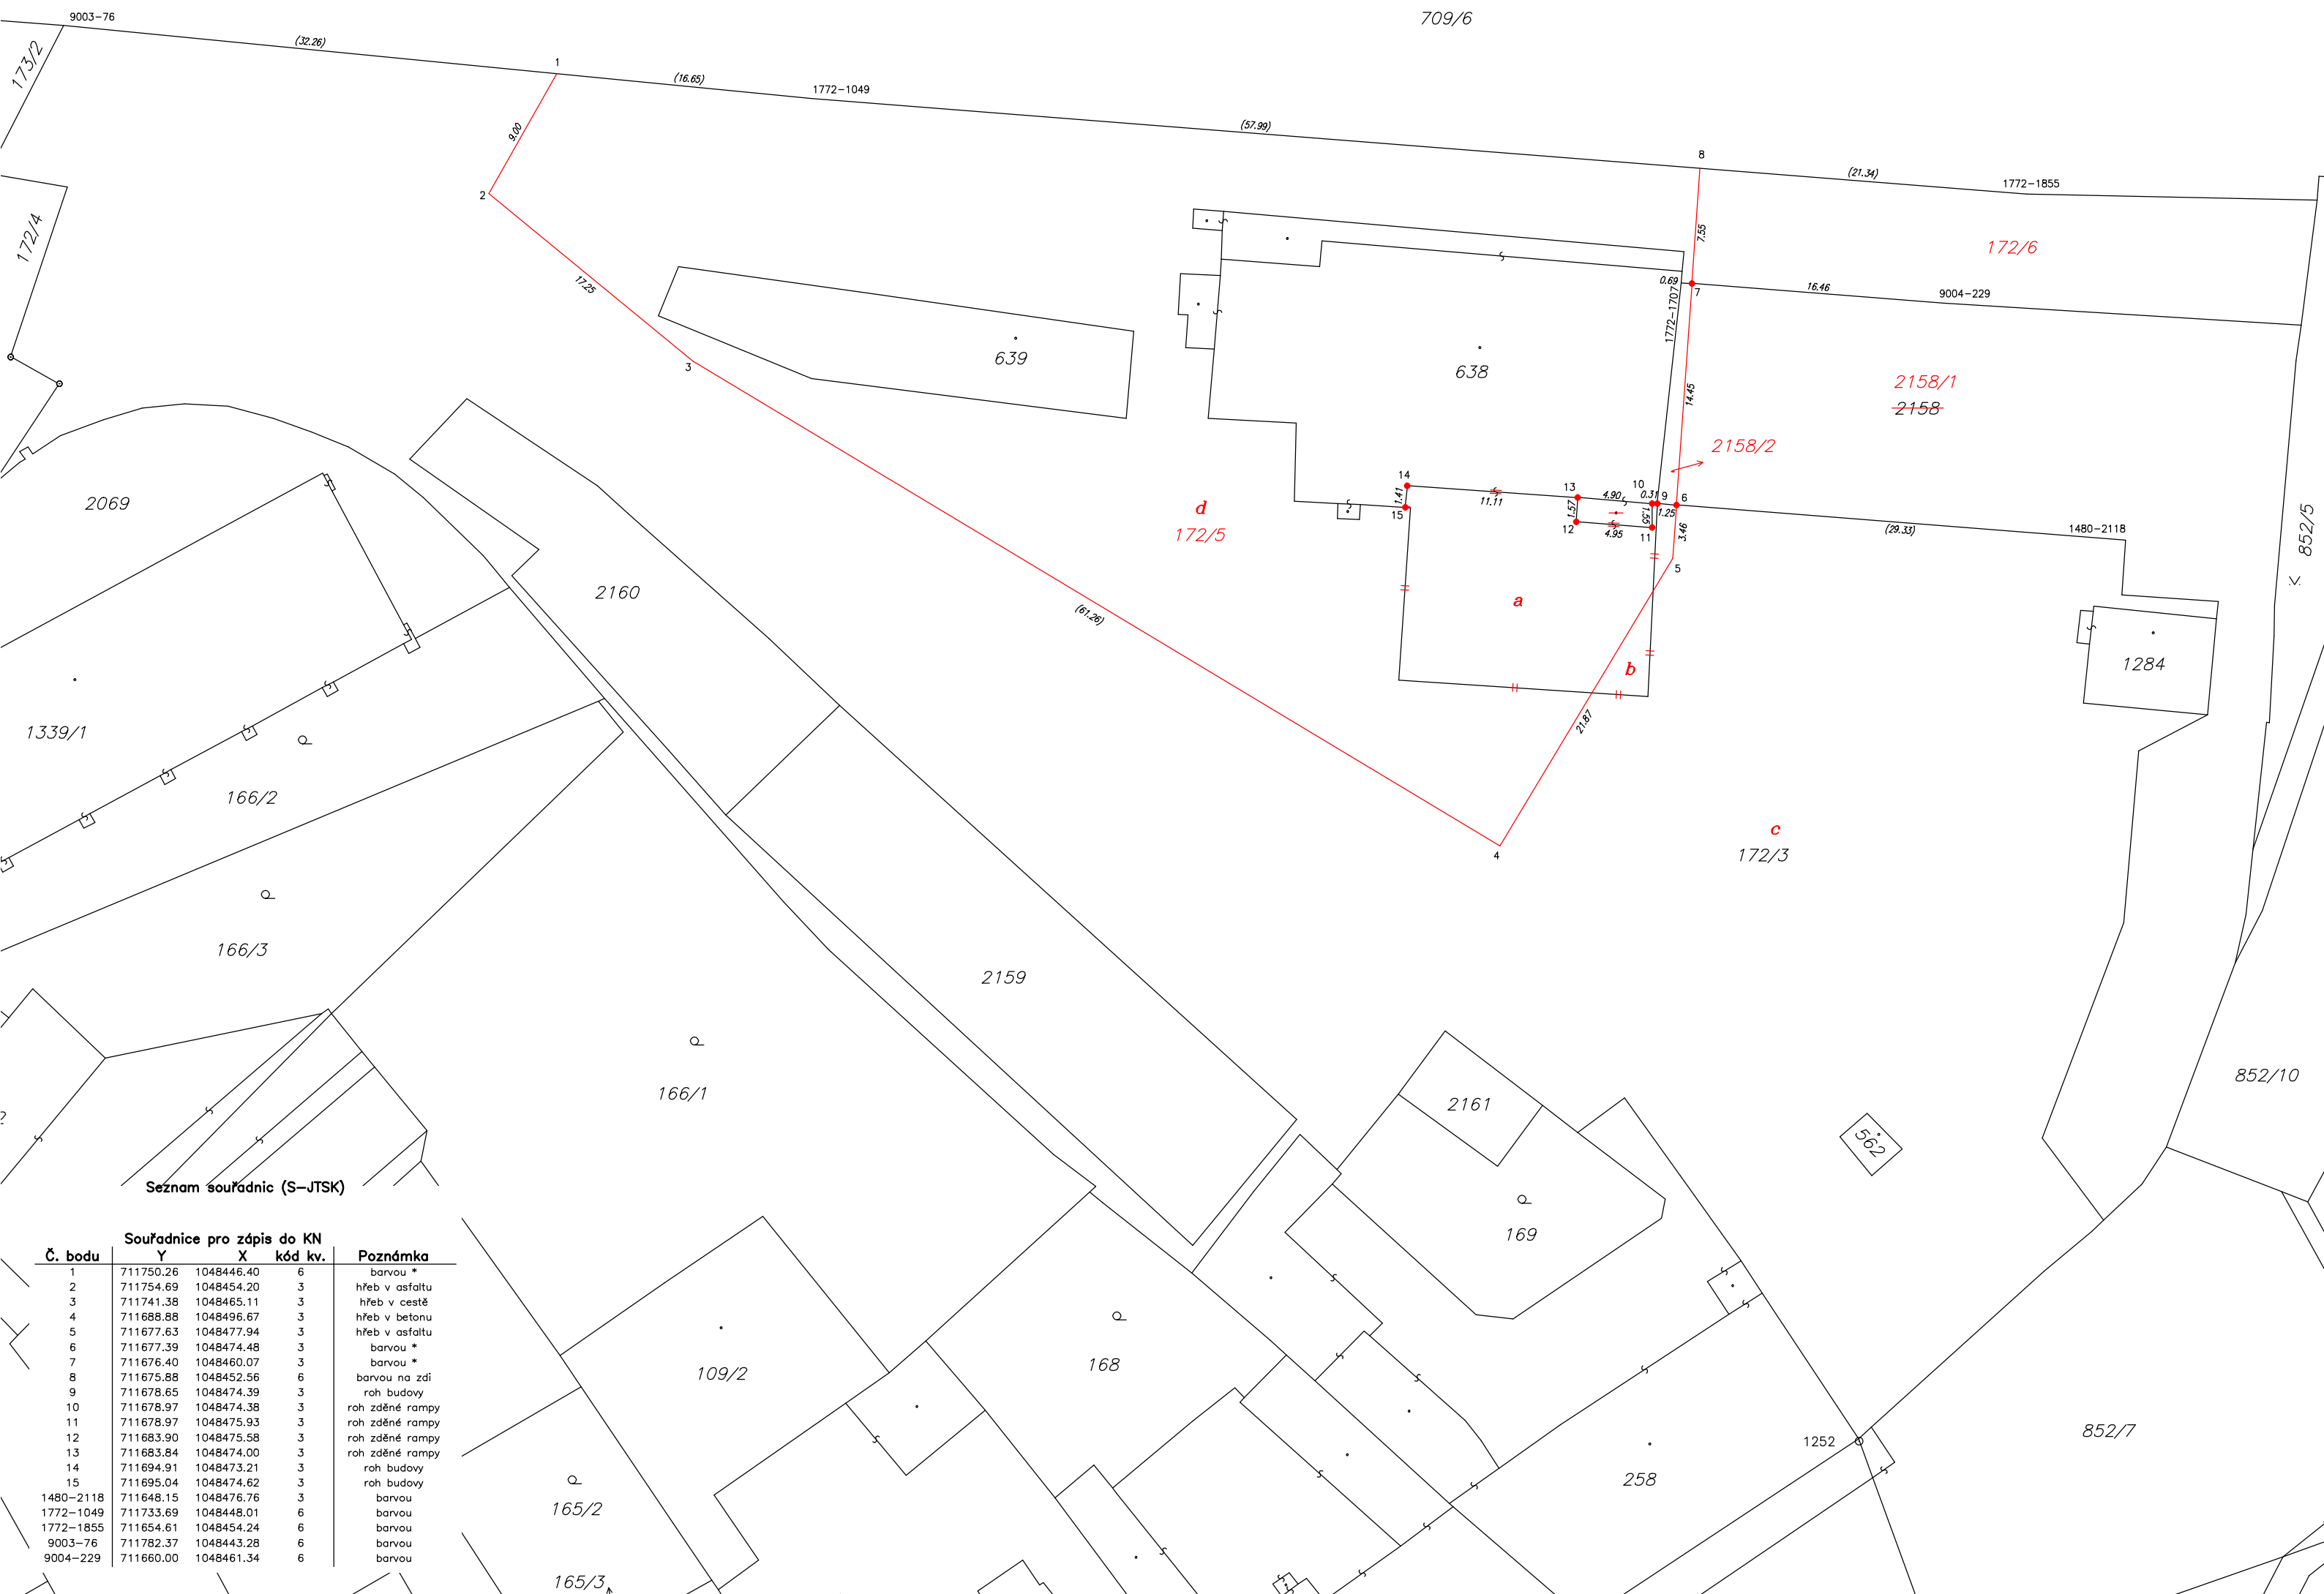 709/6
9003-76
173/2
(32.26)
1
(16.65)
1772-1049
(57.99)
8
(21.34)
1772-1855
9.00
2
172/4
17.25
3
639
638
7.55
172/6
0.69
7
16.46
9004-229
1772-1707
14.45
2158/1
2158
2158/2
852/5
2069
d
172/5
14
1.41
15
11.11
13
4.90
10
0.31
9
6
1.25
1.57
12
4.95
1.55
11
3.46
5
(29.33)
1480-2118
2160
(61.26)
a
b
21.87
4
1284
c
172/3
1339/1
166/2
166/3
2159
166/1
2161
562
852/10
169
109/2
168
165/2
165/3
258
1252
852/7
Seznam souřadnic (S-JTSK)
Souřadnice pro zápis do KN
Č. bodu Y X kód kv. Poznámka
1 711750.26 1048446.40 6 barvou *
2 711754.69 1048454.20 3 hřeb v asfaltu
3 711741.38 1048465.11 3 hřeb v cestě
4 711688.88 1048496.67 3 hřeb v betonu
5 711677.63 1048477.94 3 hřeb v asfaltu
6 711677.39 1048474.48 3 barvou *
7 711676.40 1048460.07 3 barvou *
8 711675.88 1048452.56 6 barvou na zdi
9 711678.65 1048474.39 3 roh budovy
10 711678.97 1048474.38 3 roh zděné rampy
11 711678.97 1048475.93 3 roh zděné rampy
12 711683.90 1048475.58 3 roh zděné rampy
13 711683.84 1048474.00 3 roh zděné rampy
14 711694.91 1048473.21 3 roh budovy
15 711695.04 1048474.62 3 roh budovy
1480-2118 711648.15 1048476.76 3 barvou
1772-1049 711733.69 1048448.01 6 barvou
1772-1855 711654.61 1048454.24 6 barvou
9003-76 711782.37 1048443.28 6 barvou
9004-229 711660.00 1048461.34 6 barvou